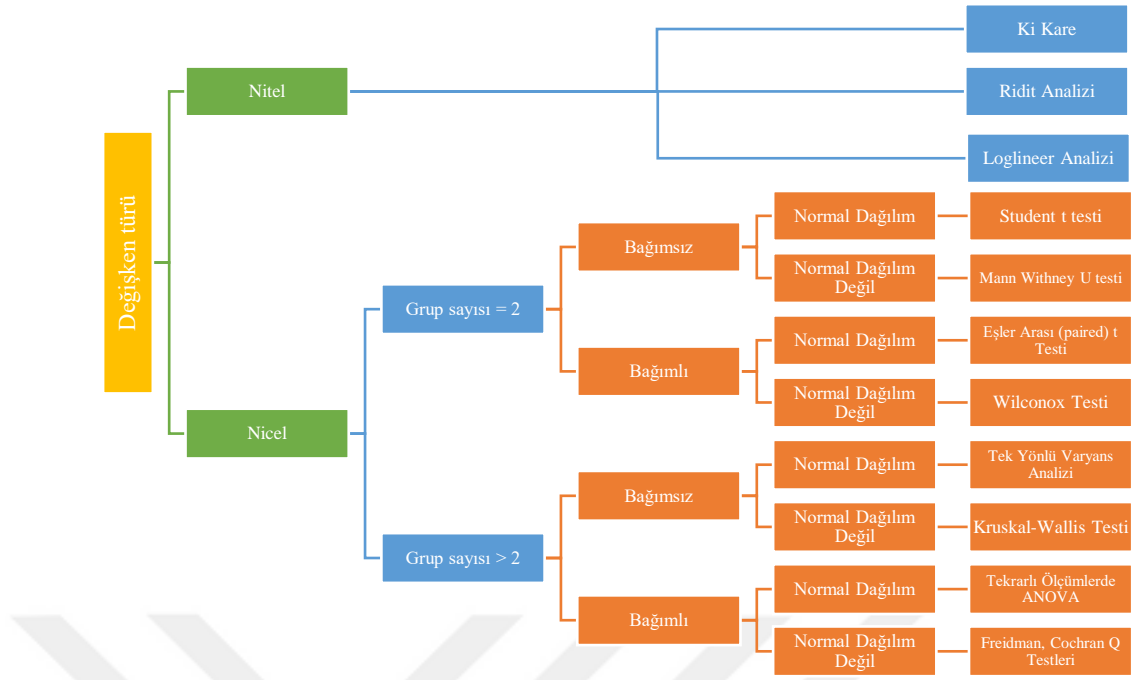 Değişken türü
Nitel
Ki Kare
Ridit Analizi
Loglineer Analizi
Nicel
Grup sayısı = 2
Bağımsız
Normal Dağılım
Student t testi
Normal Dağılım
Değil
Mann Withney U testi
Bağımlı
Normal Dağılım
Eşler Arası (paired) t
Testi
Normal Dağılım
Değil
Wilconox Testi
Grup sayısı > 2
Bağımsız
Normal Dağılım
Tek Yönlü Varyans
Analizi
Normal Dağılım
Değil
Kruskal-Wallis Testi
Bağımlı
Normal Dağılım
Tekrarlı Ölçümlerde
ANOVA
Normal Dağılım
Değil
Freidman, Cochran Q
Testleri